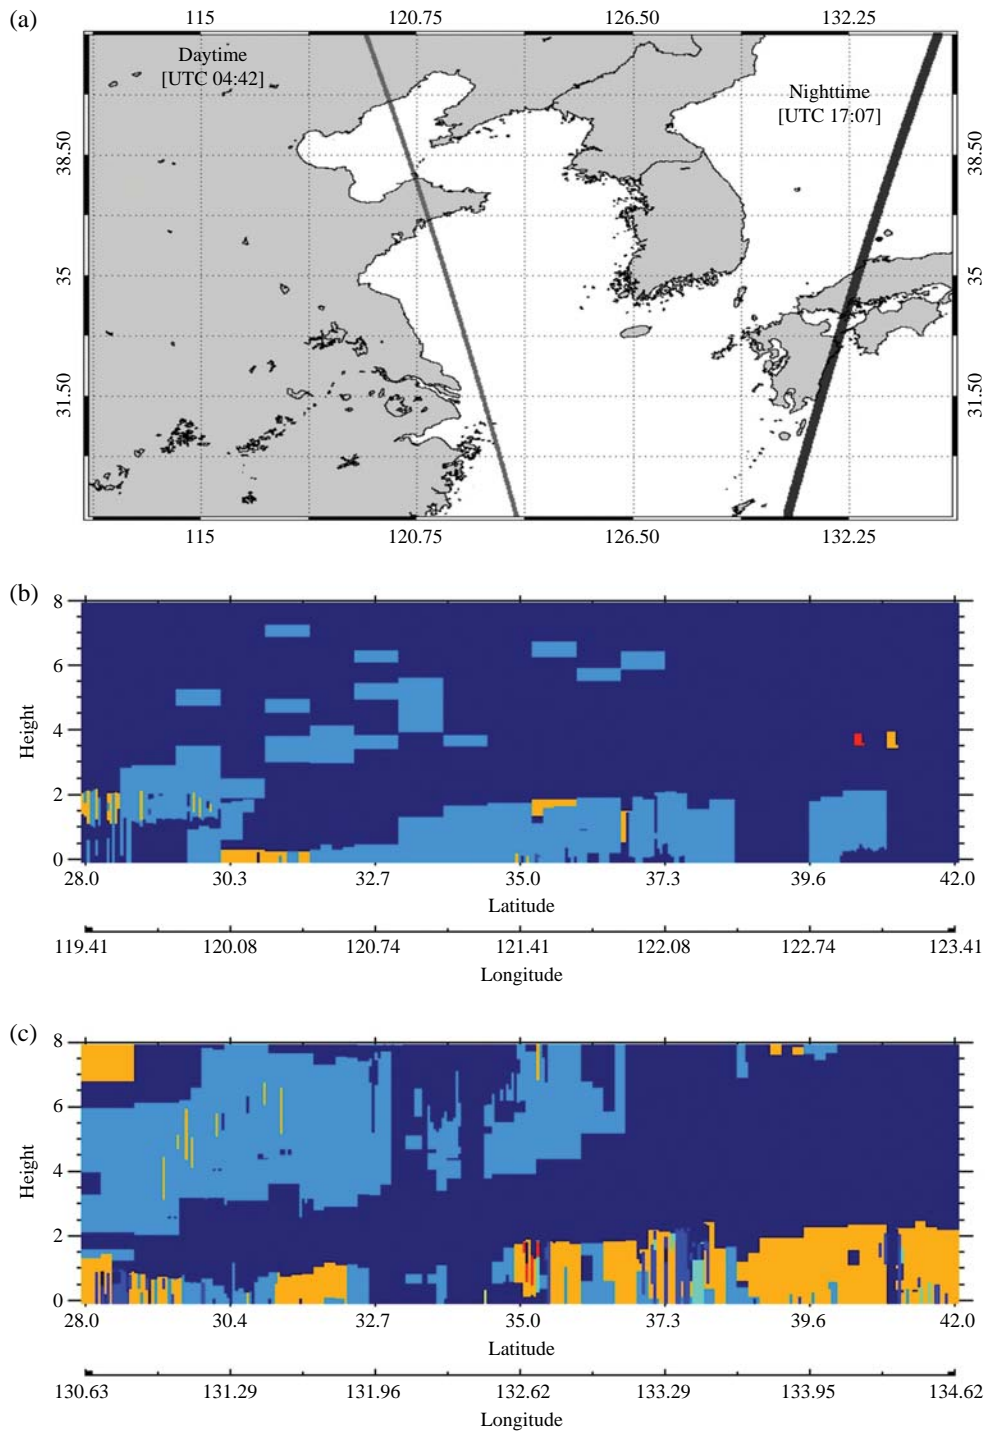 (a)
115 120.75 126.50 132.25
Daytime
[UTC 04:42]
Nighttime
[UTC 17:07]
38.50 38.50
35 35
31.50 31.50
115 120.75 126.50 132.25
(b)
8
6
4
2
0
Height
28.0 30.3 32.7 35.0 37.3 39.6 42.0
Latitude
119.41 120.08 120.74 121.41 122.08 122.74 123.41
Longitude
(c)
8
6
4
2
0
Height
28.0 30.4 32.7 35.0 37.3 39.6 42.0
Latitude
130.63 131.29 131.96 132.62 133.29 133.95 134.62
Longitude